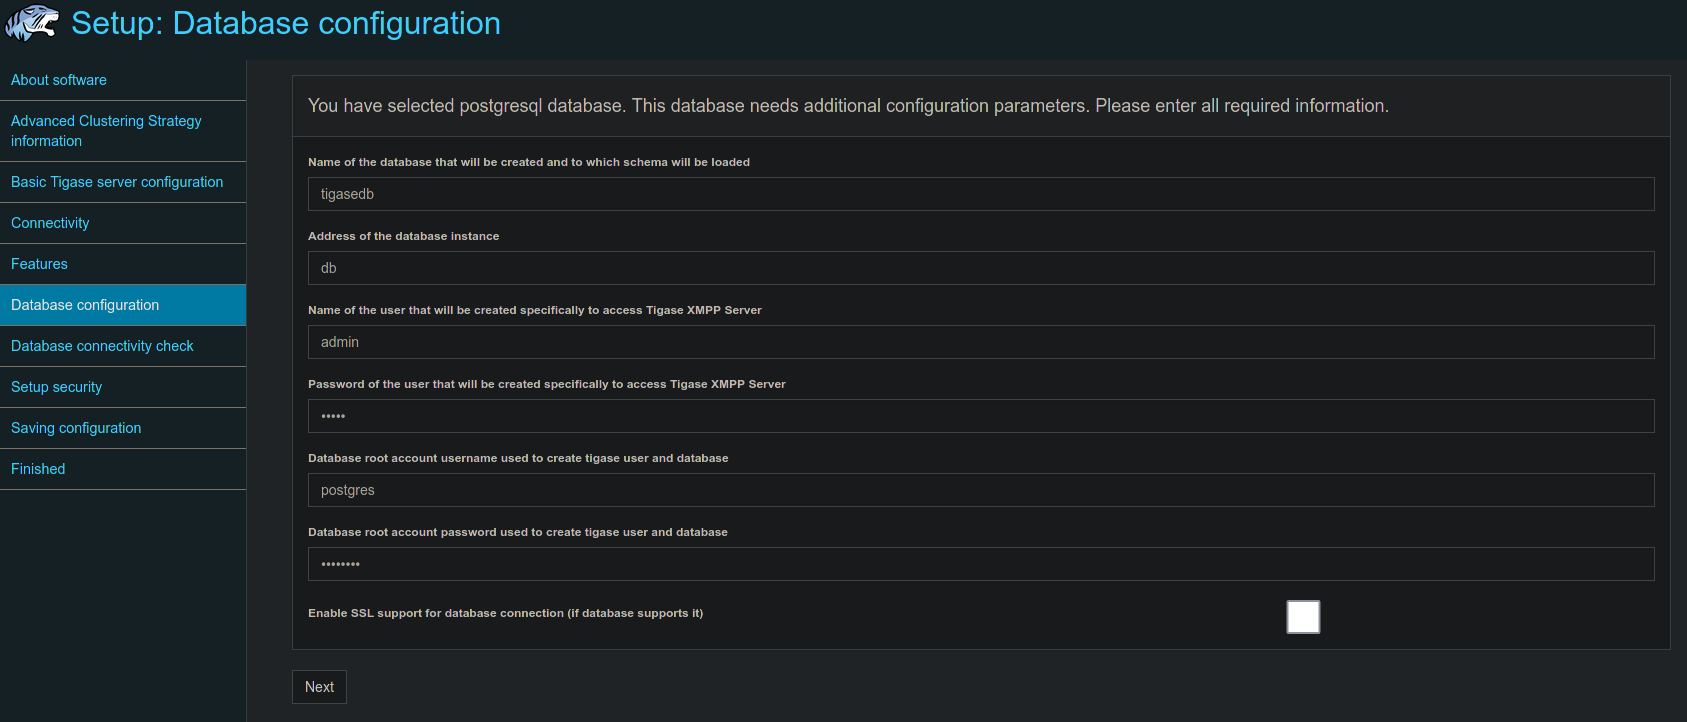 Setup: Database configuration
About software
Advanced Clustering Strategy
information
Basic Tigase server configuration
Connectivity
Features
Database configuration
Database connectivity check
Setup security
Saving configuration
Finished
You have selected postgresql database. This database needs additional configuration parameters. Please enter all required information.
Name of the database that will be created and to which schema will be loaded
tigasedb
Address of the database instance
db
Name of the user that will be created specifically to access Tigase XMPP Server
admin
Password of the user that will be created specifically to access Tigase XMPP Server
•••••
Database root account username used to create tigase user and database
postgres
Database root account password used to create tigase user and database
••••••••
Enable SSL support for database connection (if database supports it)
Next